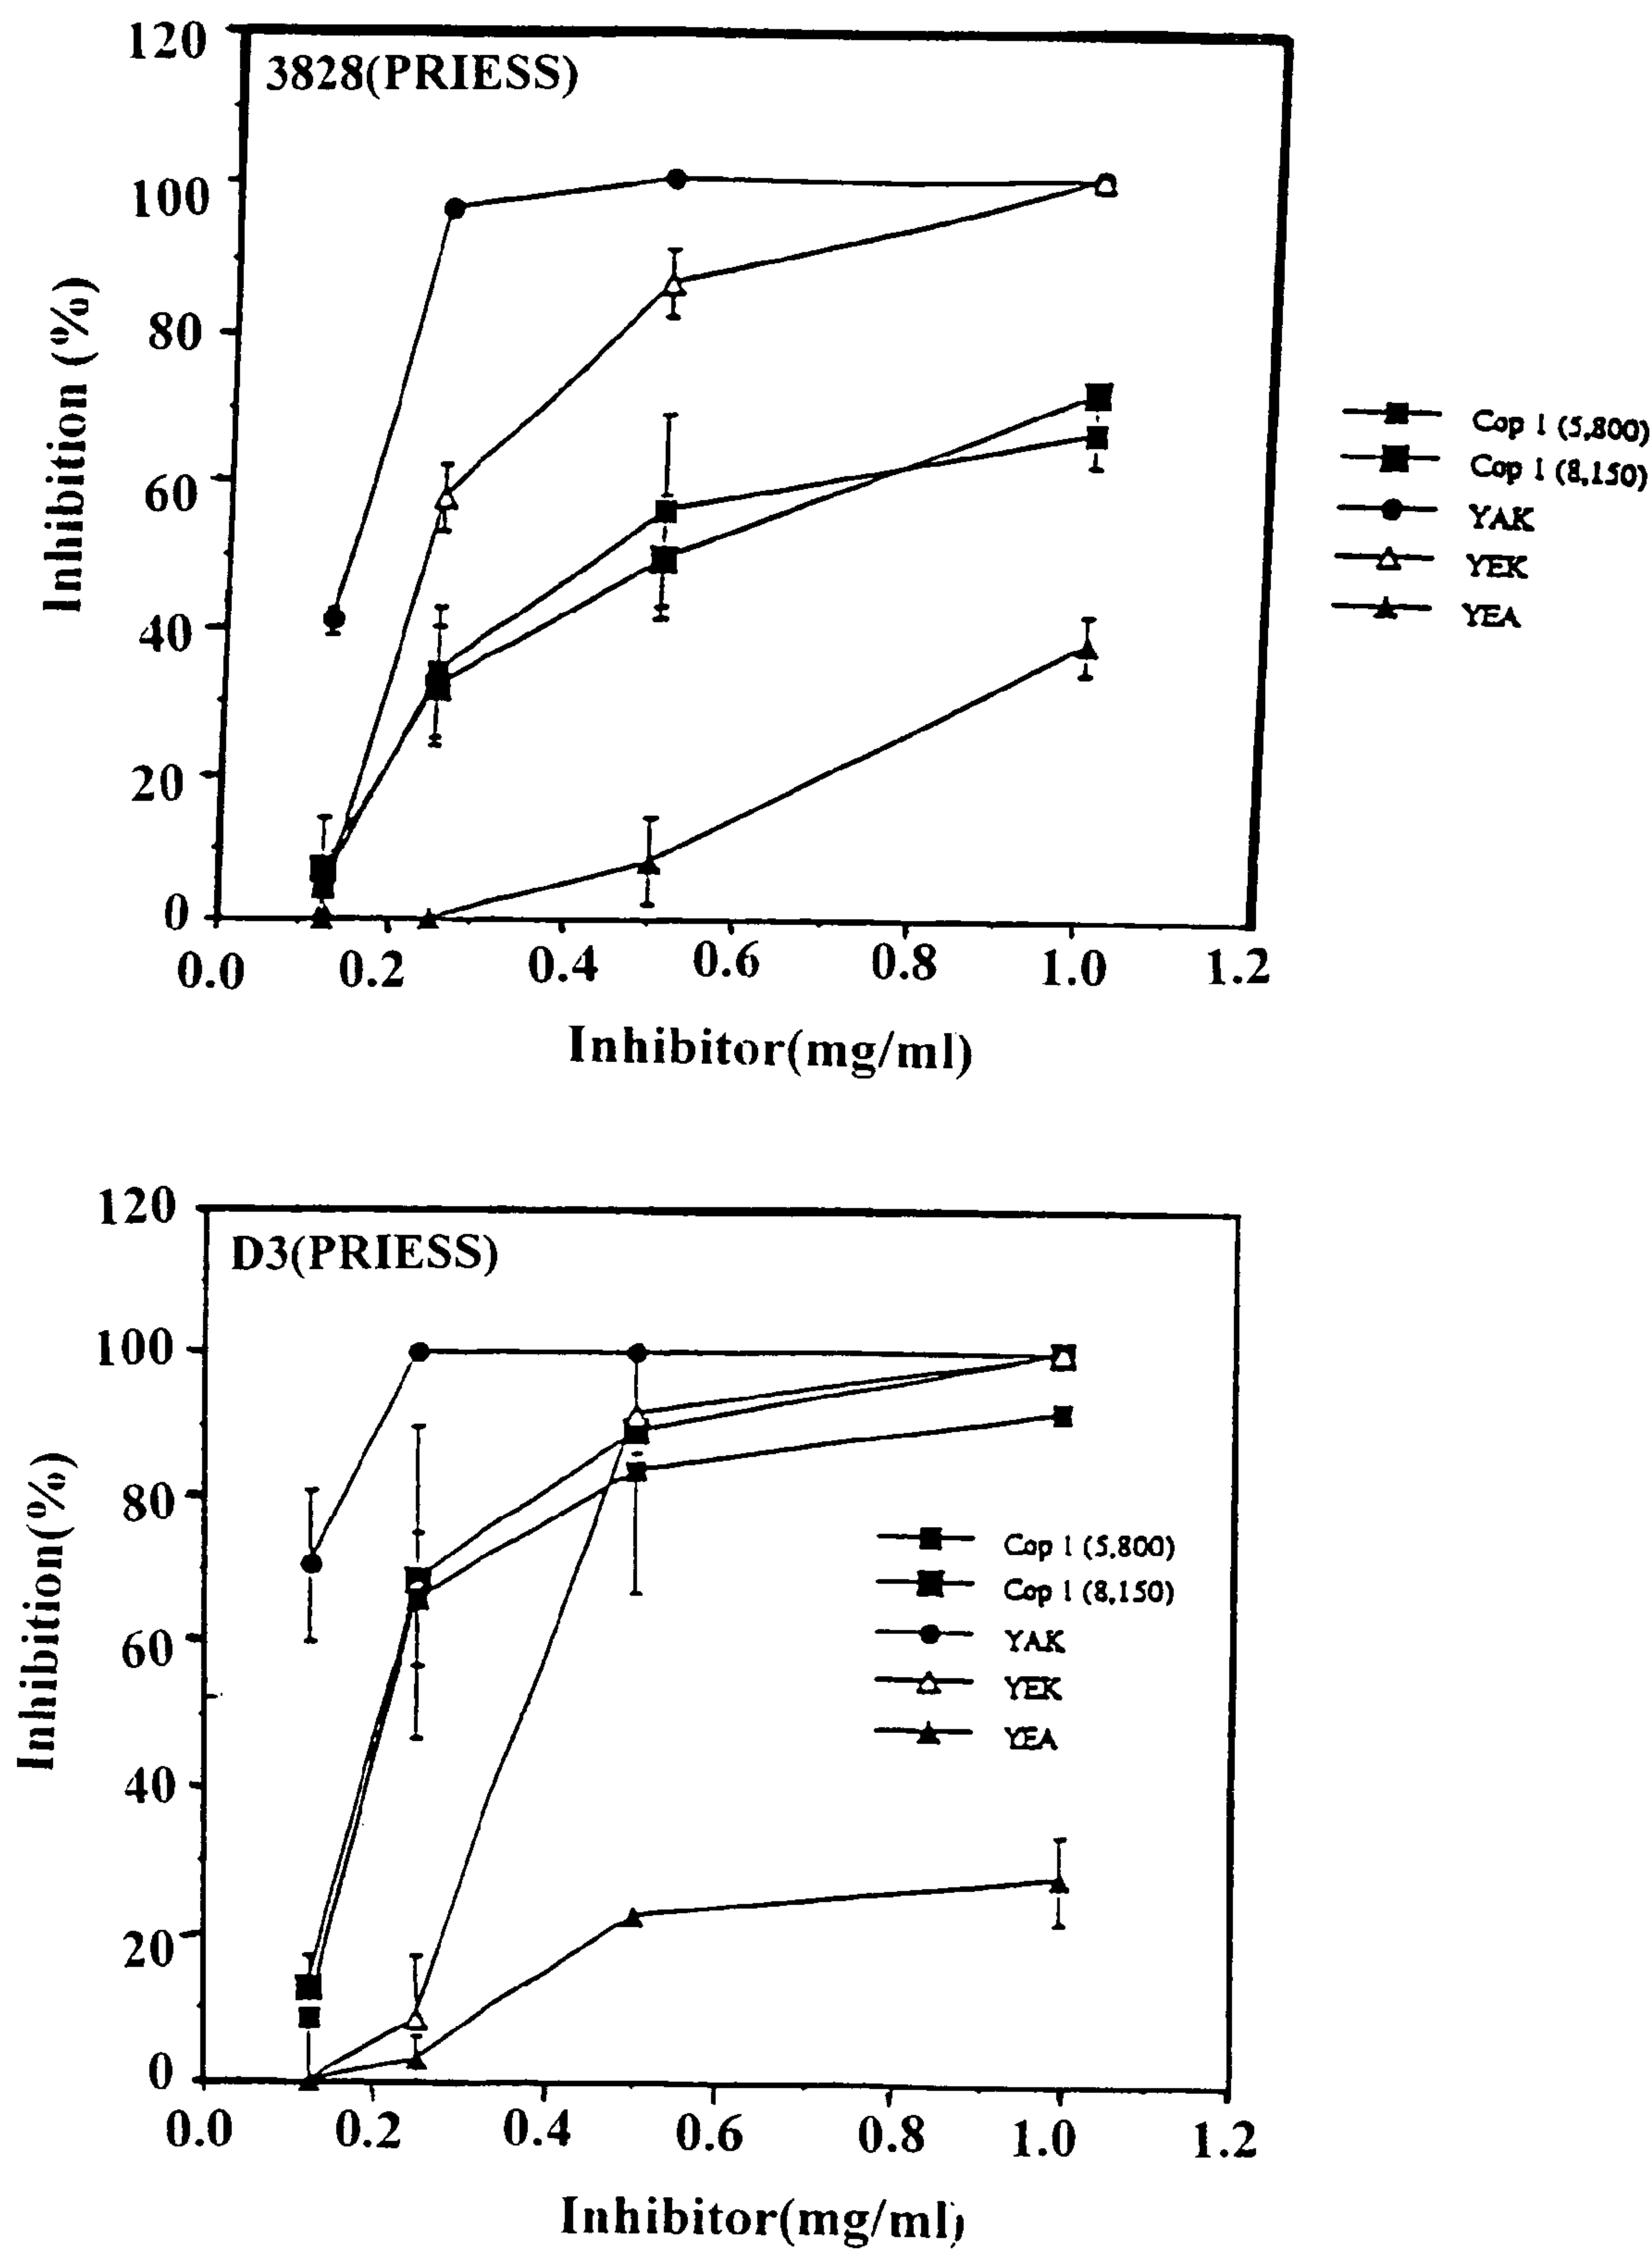 120
3828(PRIESS)
100
80
60
40
20
0
Inhibition (%)
0.0 0.2 0.4 0.6 0.8 1.0 1.2
Inhibitor(mg/ml)
Cop 1 (5,800)
Cop 1 (8,150)
YAK
YEK
YEA
120
D3(PRIESS)
100
80
60
40
20
0
Inhibition(%)
Cop 1 (5,800)
Cop 1 (8,150)
YAK
YEK
YEA
0.0 0.2 0.4 0.6 0.8 1.0 1.2
Inhibitor(mg/ml)